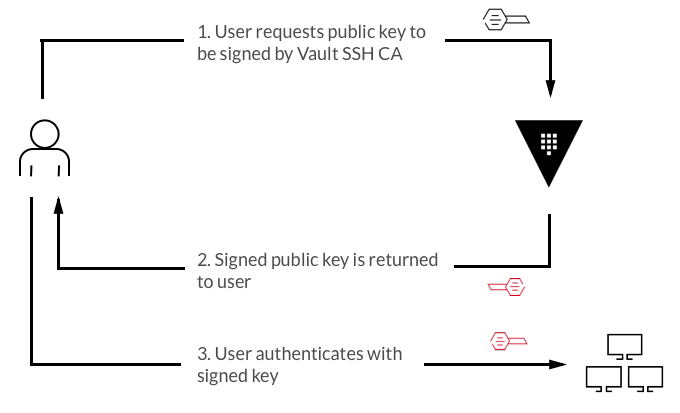 1. User requests public key to
be signed by Vault SSH CA
2. Signed public key is returned
to user
3. User authenticates with
signed key